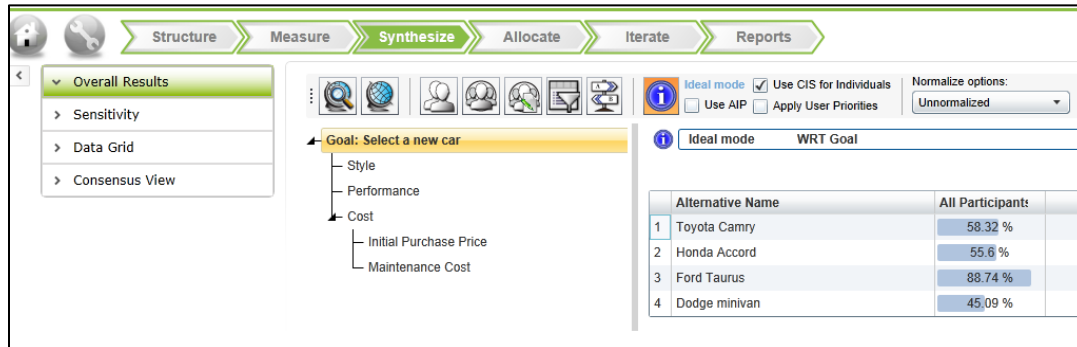 Structure Measure Synthesize Allocate Iterate Reports
Overall Results
Sensitivity
Data Grid
Consensus View
Ideal mode Use CIS for Individuals
Use AIP Apply User Priorities
Normalize options:
Unnormalized
Goal: Select a new car
Style
Performance
Cost
Initial Purchase Price
Maintenance Cost
Ideal mode WRT Goal
Alternative Name All Participants
1 Toyota Camry 58.32 %
2 Honda Accord 55.6 %
3 Ford Taurus 88.74 %
4 Dodge minivan 45.09 %